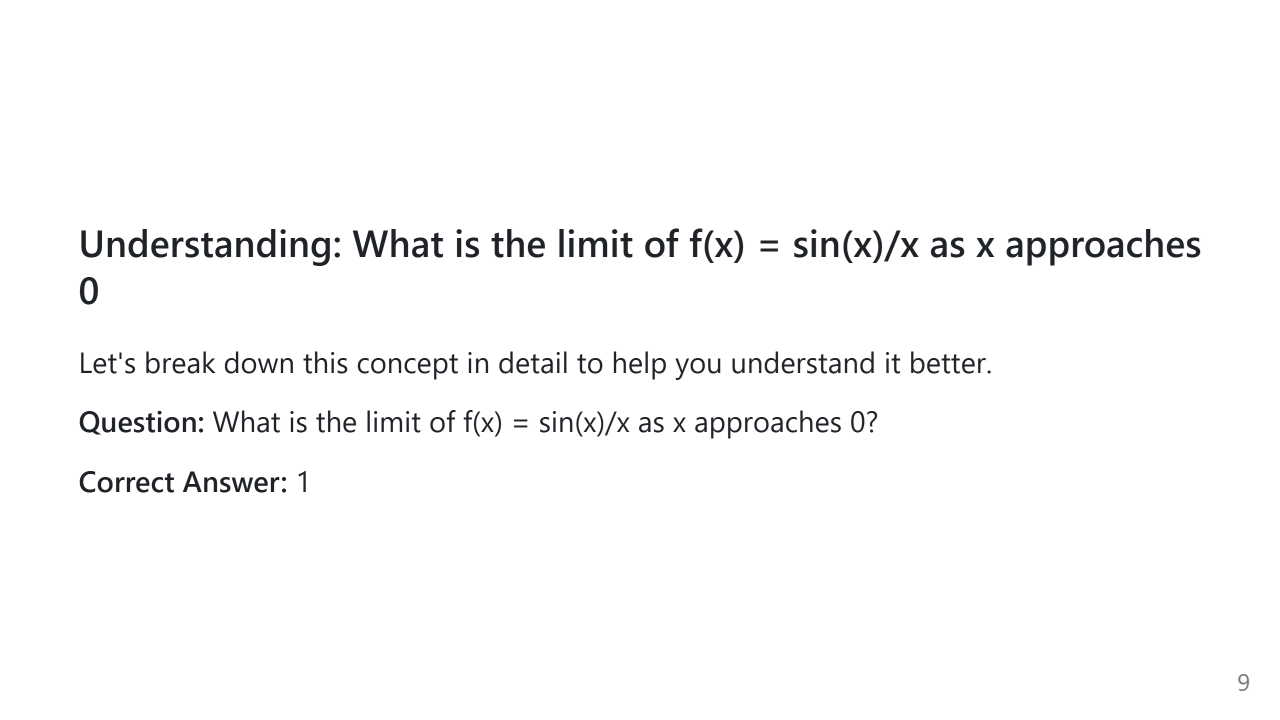 Understanding: What is the limit of f(x) = sin(x)/x as x approaches
0
Let's break down this concept in detail to help you understand it better.
Question: What is the limit of f(x) = sin(x)/x as x approaches 0?
Correct Answer: 1
9